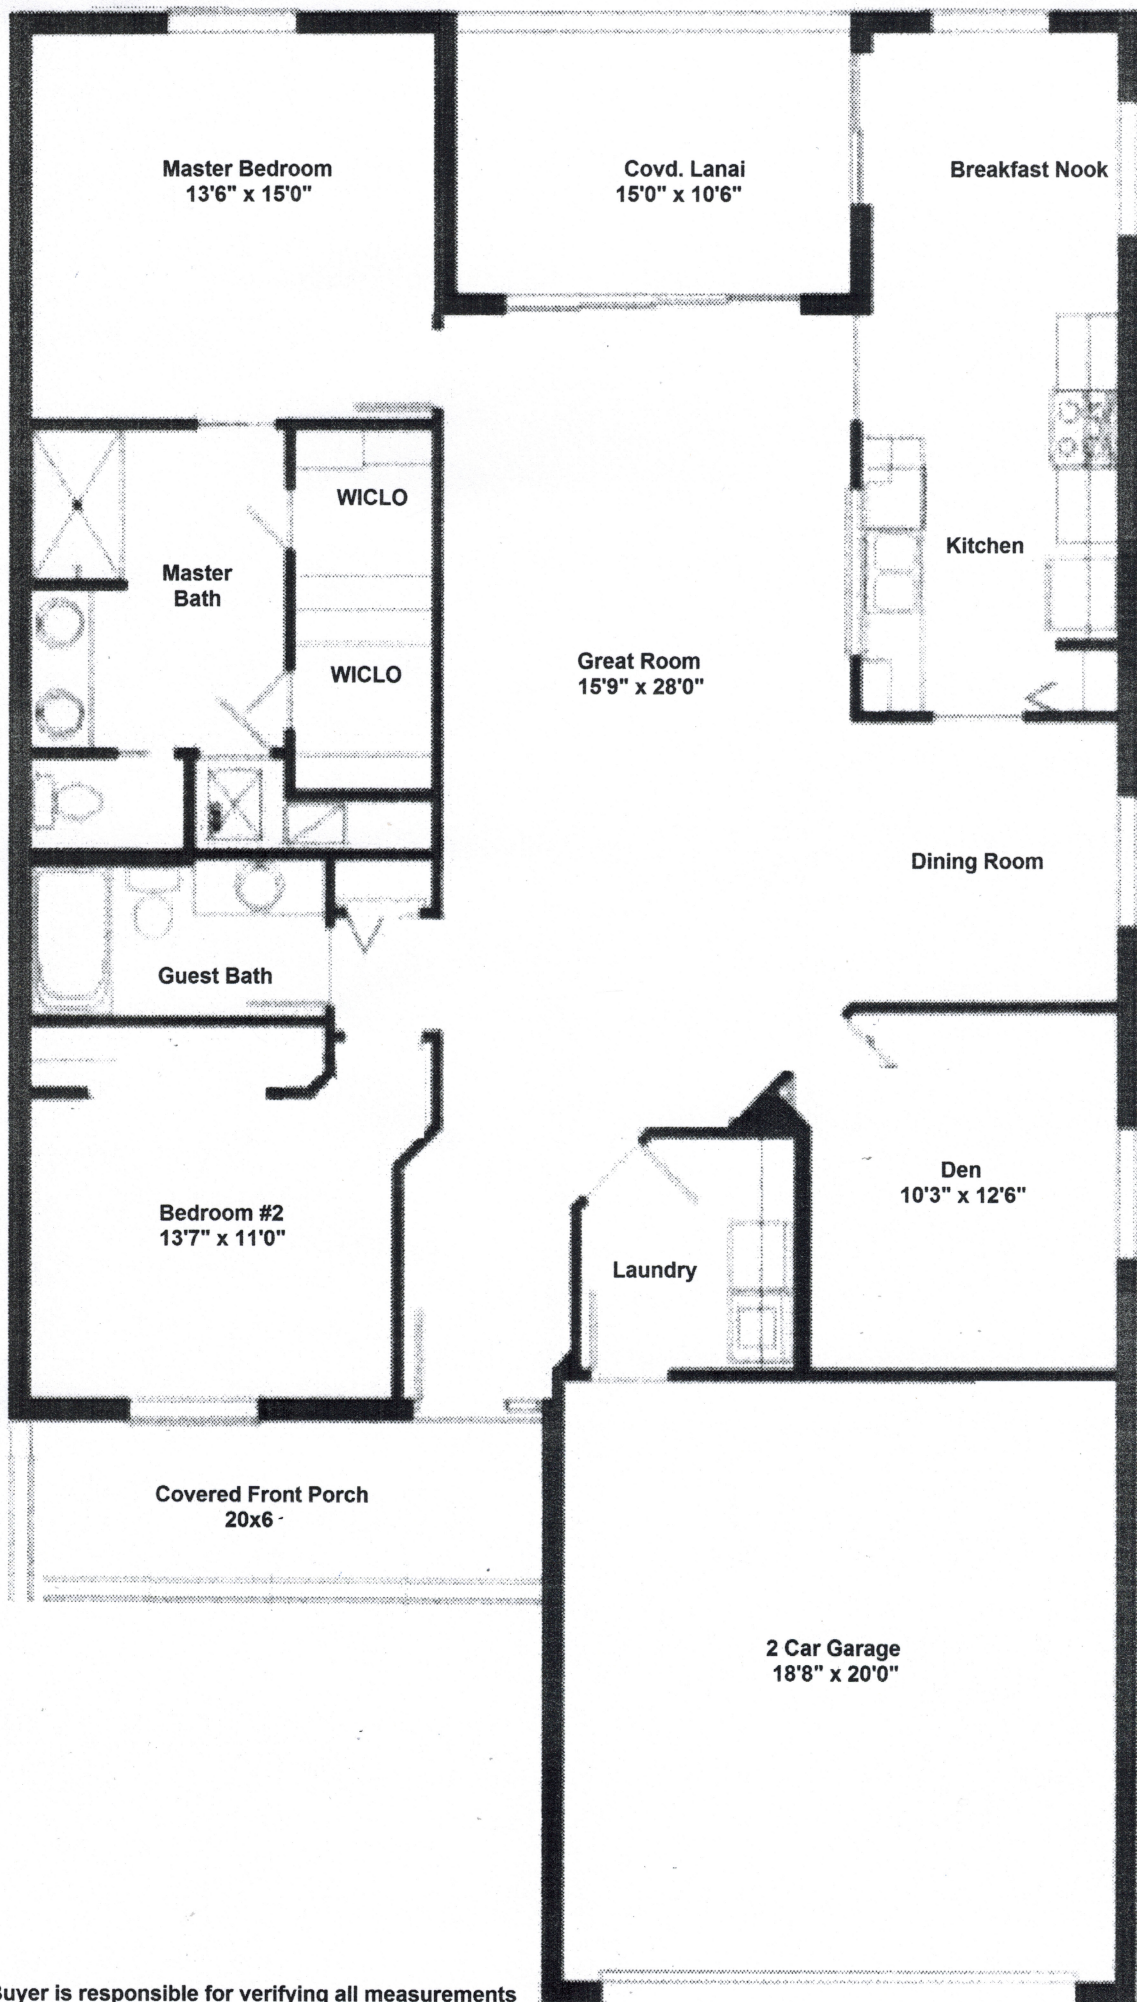 Master Bedroom
13'6" x 15'0"
Covd. Lanai
15'0" x 10'6"
Breakfast Nook
WICLO
Master
Bath
Kitchen
WICLO
Great Room
15'9" x 28'0"
Dining Room
Guest Bath
Bedroom #2
13'7" x 11'0"
Den
10'3" x 12'6"
Laundry
Covered Front Porch
20x6
2 Car Garage
18'8" x 20'0"
Buyer is responsible for verifying all measurements